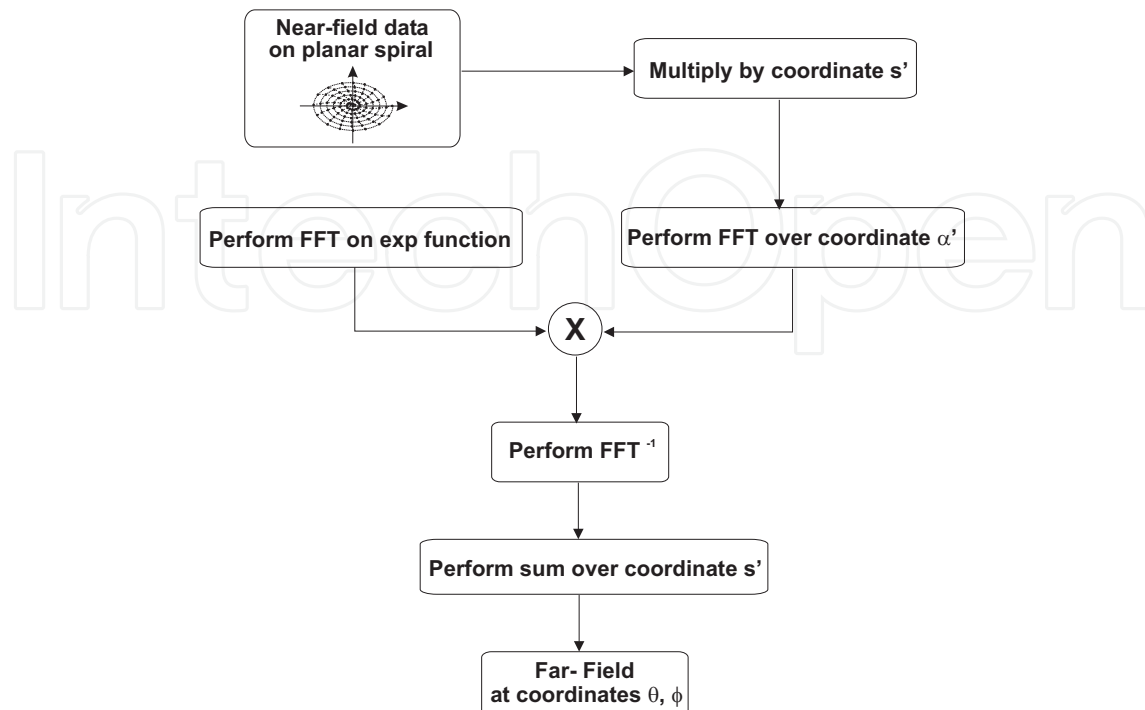 Near-field data
on planar spiral
Multiply by coordinate s’
IntechOpen
Perform FFT on exp function
Perform FFT over coordinate α’
X
Perform FFT -1
Perform sum over coordinate s’
Far- Field
at coordinates θ, ϕ